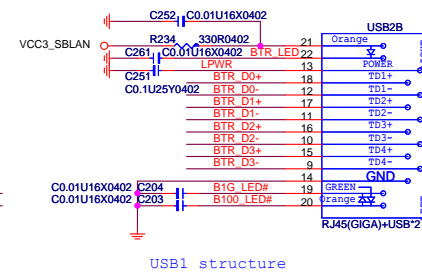 C252 C0.01U16X0402
USB2B
R234 330R0402 21 Orange
VCC3_SBLAN
C261 C0.01U16X0402 BTR_LED 22
LPWR 13 POWER
C251 BTR_D0+ 18 TD1+
C0.1U25Y0402 BTR_D0- 12 TD1-
BTR_D1+ 17 TD2+
BTR_D1- 11 TD2-
BTR_D2+ 16 TD3+
BTR_D2- 10 TD3-
BTR_D3+ 15 TD4+
BTR_D3- 9 TD4-
14 GND
C0.01U16X0402 C204 B1G_LED# 19 GREEN
C0.01U16X0402 C203 B100_LED# 20 Orange
RJ45(GIGA)+USB*2
USB1 structure